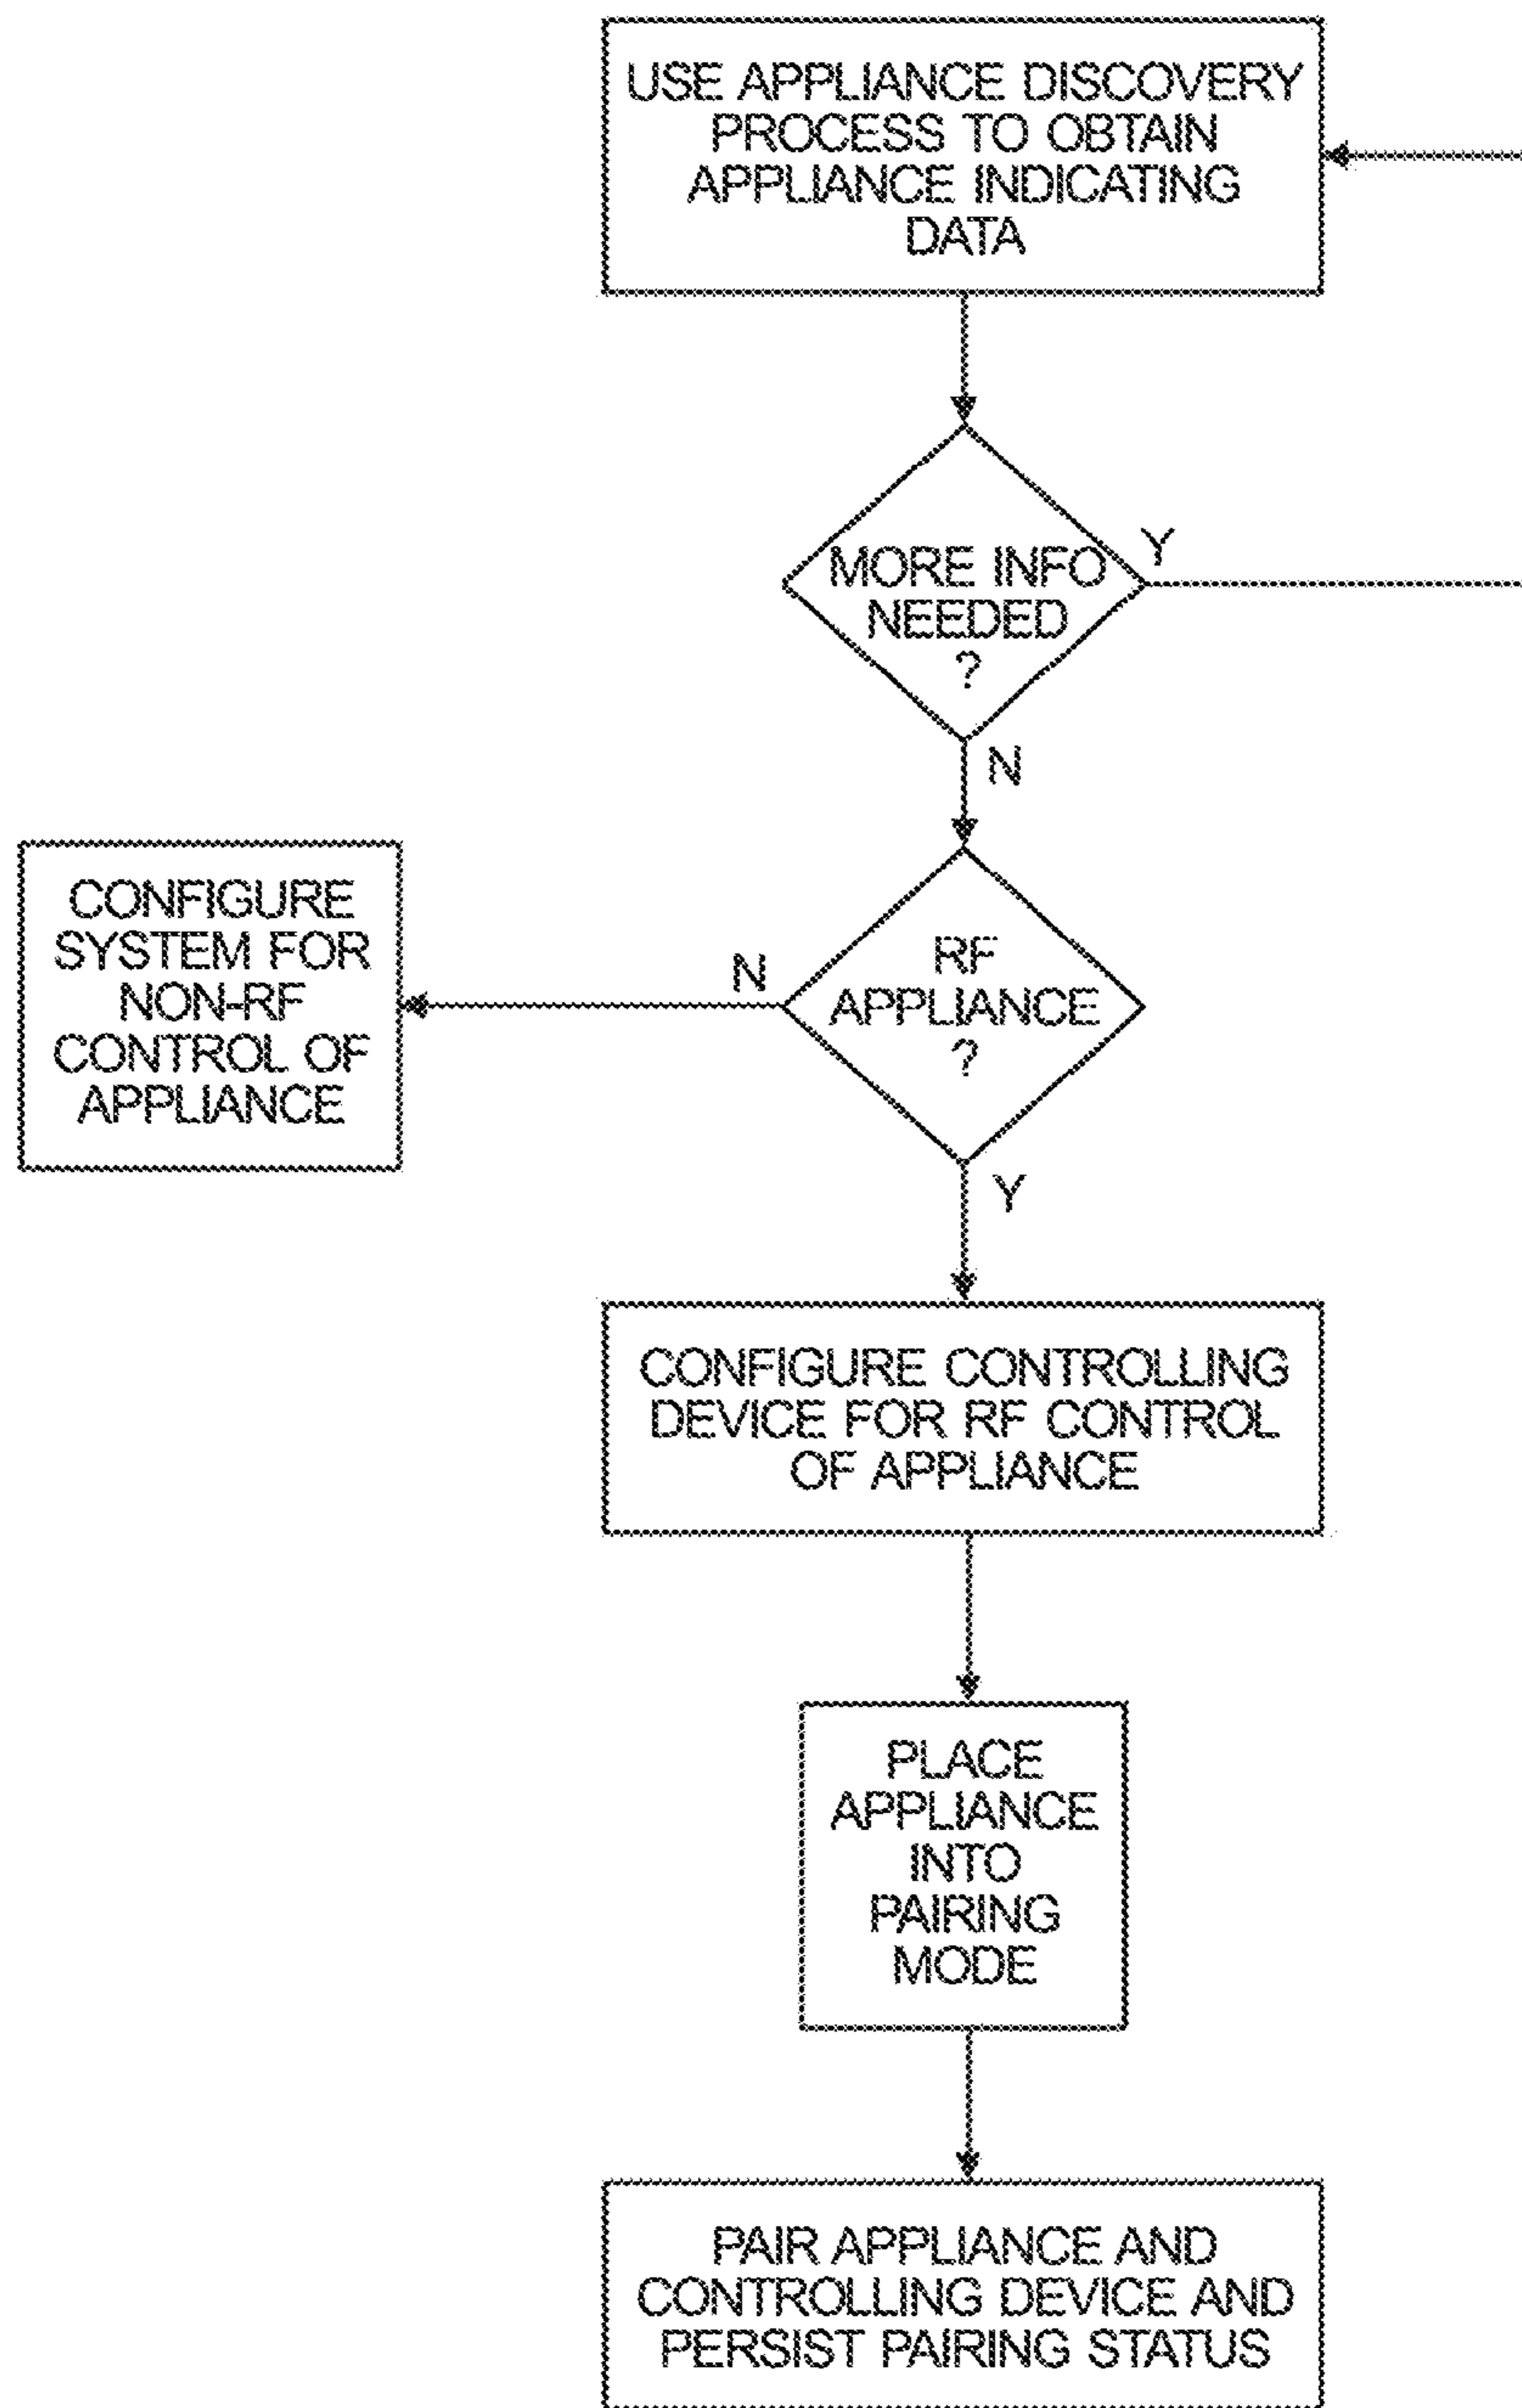 USE APPLIANCE DISCOVERY
PROCESS TO OBTAIN
APPLIANCE INDICATING
DATA
MORE INFO
NEEDED
?
Y
N
RF
APPLIANCE
?
N
CONFIGURE
SYSTEM FOR
NON-RF
CONTROL OF
APPLIANCE
Y
CONFIGURE CONTROLLING
DEVICE FOR RF CONTROL
OF APPLIANCE
PLACE
APPLIANCE
INTO
PAIRING
MODE
PAIR APPLIANCE AND
CONTROLLING DEVICE AND
PERSIST PAIRING STATUS